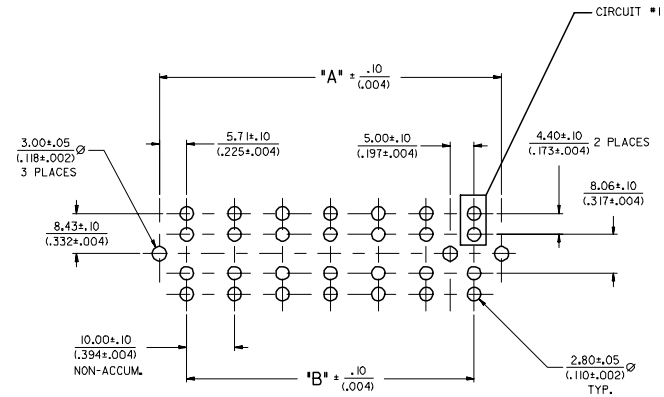 CIRCUIT #1
"A" ± .10
(.004)
3.00±.05 Ø
(.118±.002)
3 PLACES
5.71±.10
(.225±.004)
5.00±.10
(.197±.004)
4.40±.10
(.173±.004) 2 PLACES
8.06±.10
(.317±.004)
8.43±.10
(.332±.004)
10.00±.10
(.394±.004)
NON-ACCUM.
"B" ± .10
(.004)
2.80±.05 Ø
(.110±.002)
TYP.